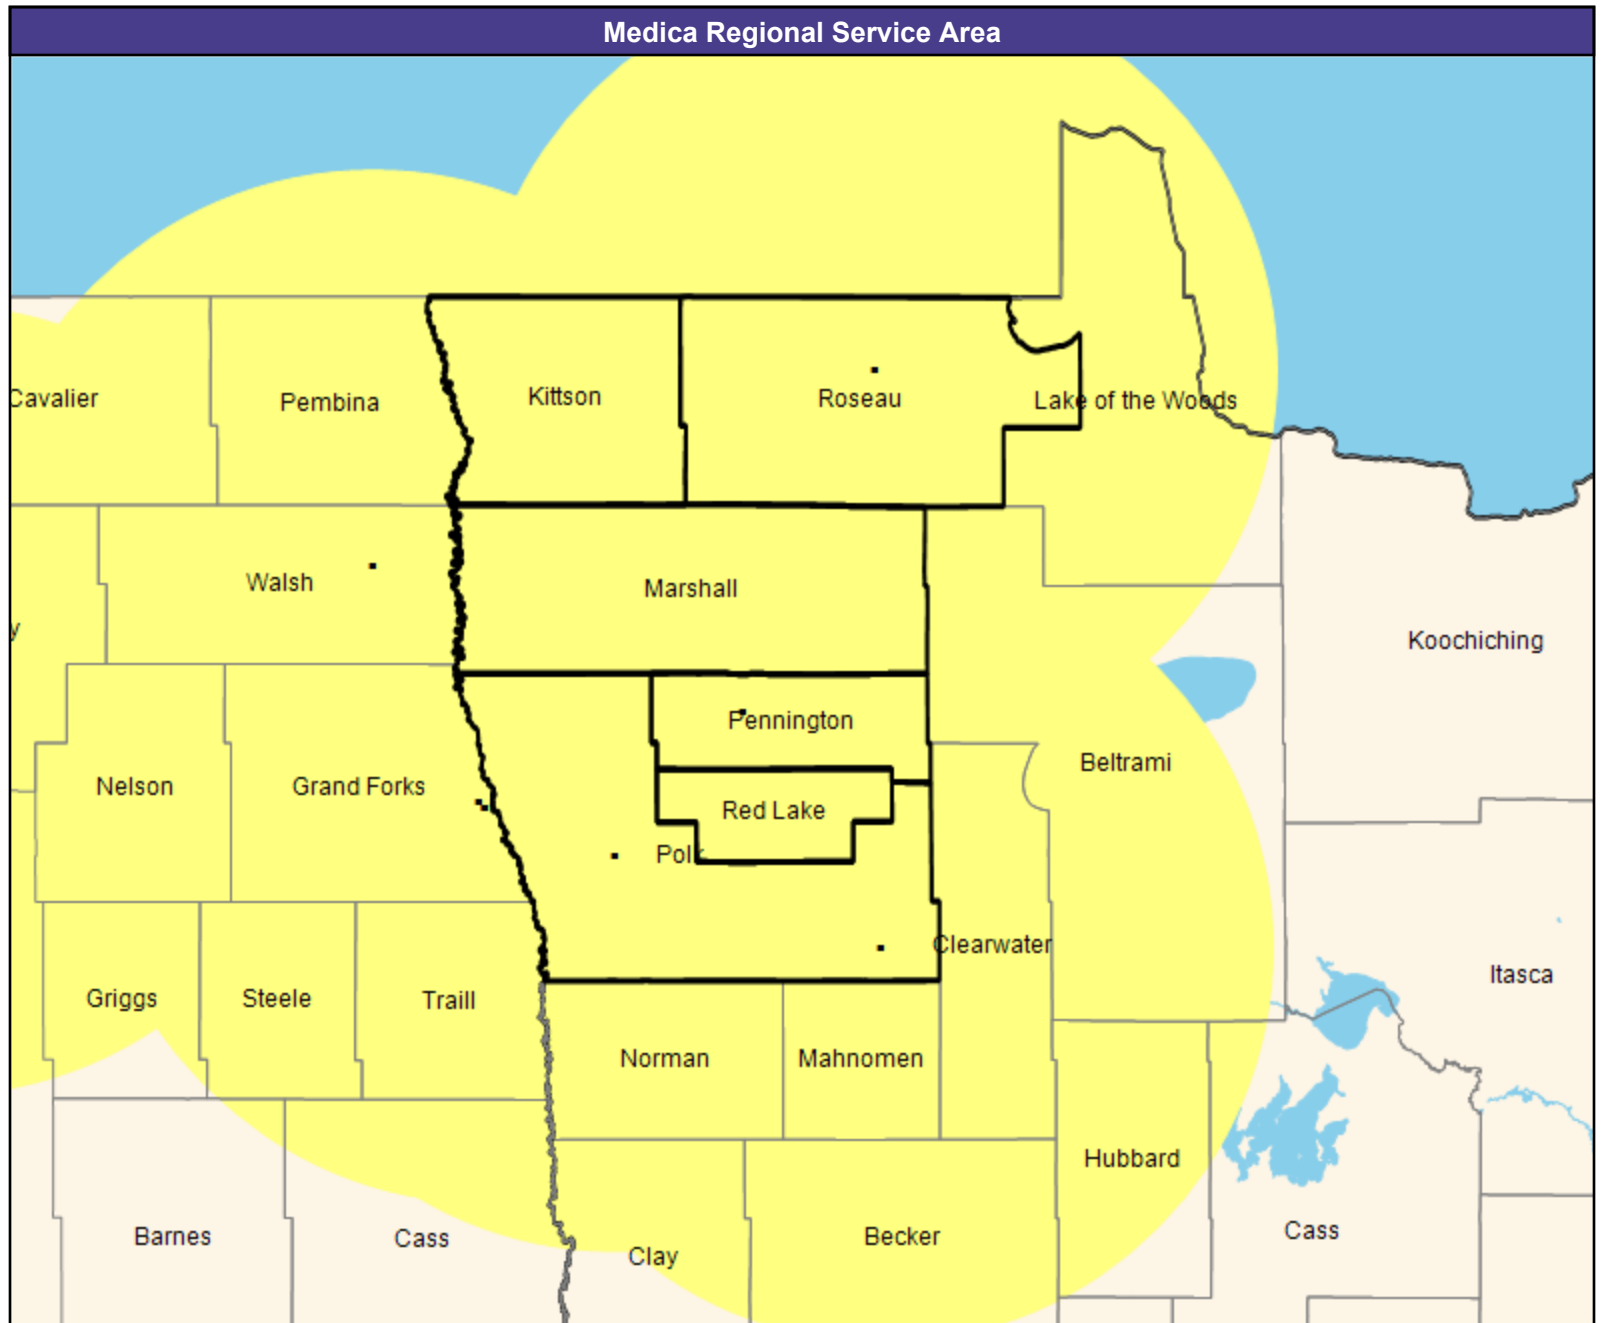 Medica Regional Service Area
Cavalier
Pembina
Kittson
Roseau
Lake of the Woods
Walsh
Marshall
y
Koochiching
Pennington
Beltrami
Nelson
Grand Forks
Red Lake
Polk
Clearwater
Griggs
Steele
Traill
Itasca
Norman
Mahnomen
Hubbard
Barnes
Cass
Clay
Becker
Cass